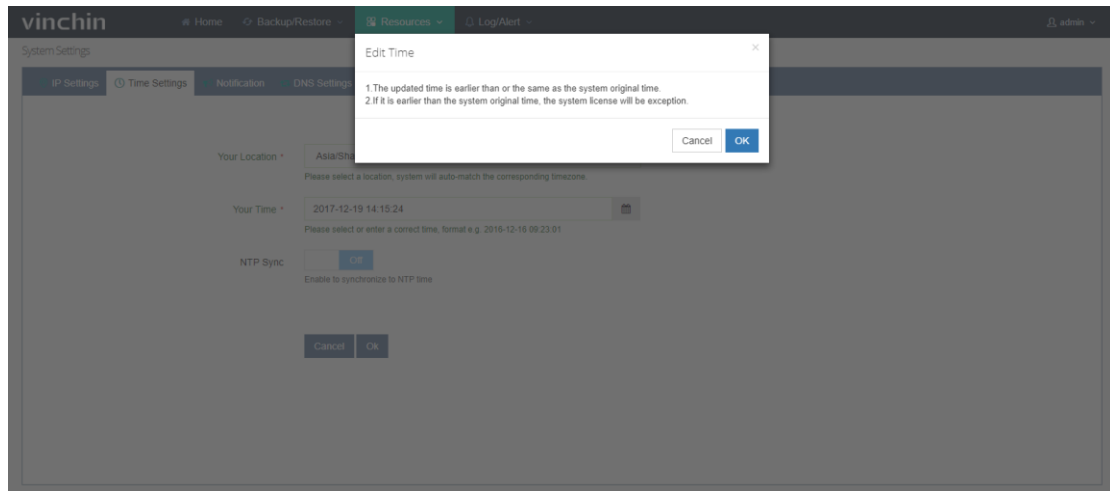 vinchin
Home
Backup/Restore
Resources
Log/Alert
admin
System Settings
Edit Time
×
IP Settings
Time Settings
Notification
DNS Settings
1.The updated time is earlier than or the same as the system original time.
2.If it is earlier than the system original time, the system license will be exception.
Cancel
OK
Your Location *
Asia/Sha
Please select a location, system will auto-match the corresponding timezone.
Your Time *
2017-12-19 14:15:24
Please select or enter a correct time, format e.g. 2016-12-16 09:23:01
NTP Sync
Off
Enable to synchronize to NTP time
Cancel
Ok